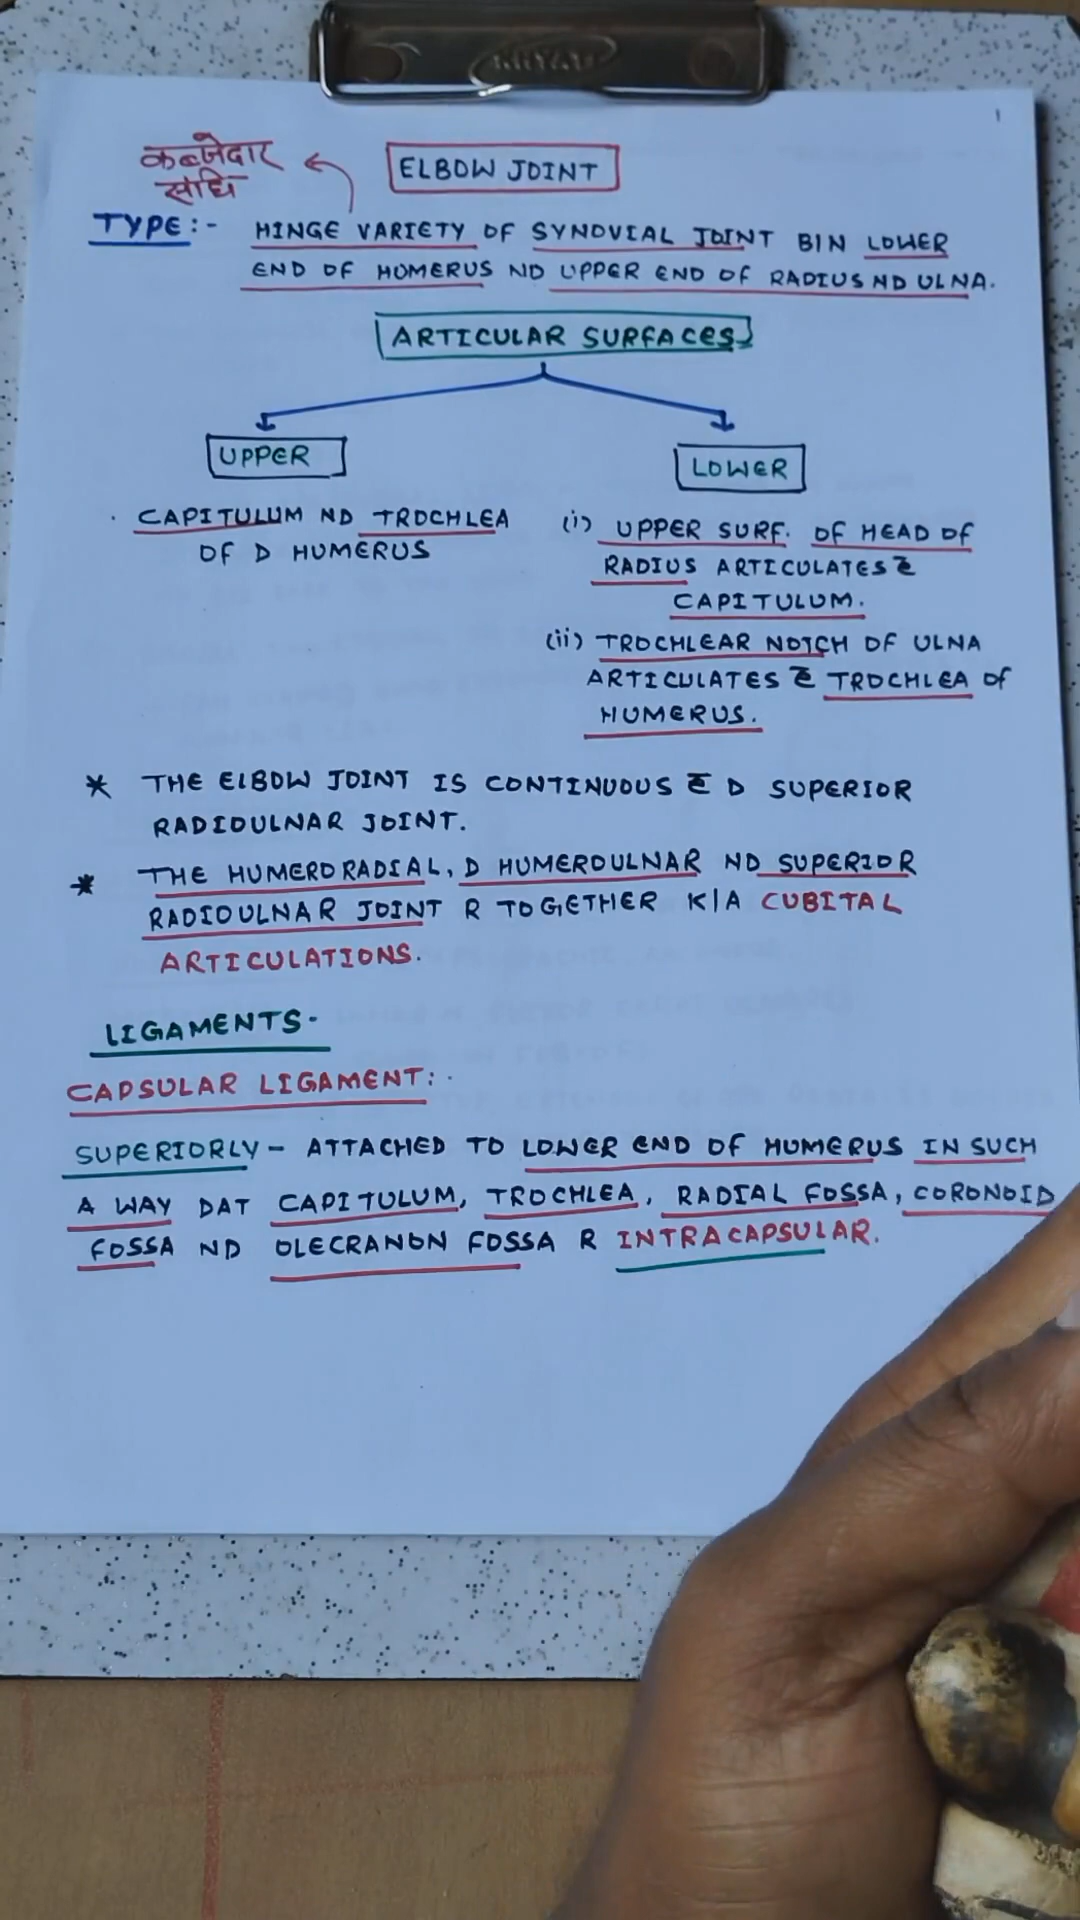 1
कब्जेदार
संधि
ELBOW JOINT
TYPE:- HINGE VARIETY OF SYNOVIAL JOINT BIN LOWER
END OF HUMERUS ND UPPER END OF RADIUS ND ULNA.
ARTICULAR SURFACES
UPPER
CAPITULUM ND TROCHLEA
OF D HUMERUS
LOWER
(i) UPPER SURF. OF HEAD OF
RADIUS ARTICULATES c̄
CAPITULUM.
(ii) TROCHLEAR NOTCH OF ULNA
ARTICULATES c̄ TROCHLEA OF
HUMERUS.
* THE ELBOW JOINT IS CONTINUOUS c̄ D SUPERIOR
RADIOULNAR JOINT.
* THE HUMERORADIAL, D HUMEROULNAR ND SUPERIOR
RADIOULNAR JOINT R TOGETHER K/A CUBITAL
ARTICULATIONS.
LIGAMENTS.
CAPSULAR LIGAMENT:.
SUPERIORLY - ATTACHED TO LOWER END OF HUMERUS IN SUCH
A WAY DAT CAPITULUM, TROCHLEA, RADIAL FOSSA, CORONOID
FOSSA ND OLECRANON FOSSA R INTRACAPSULAR.